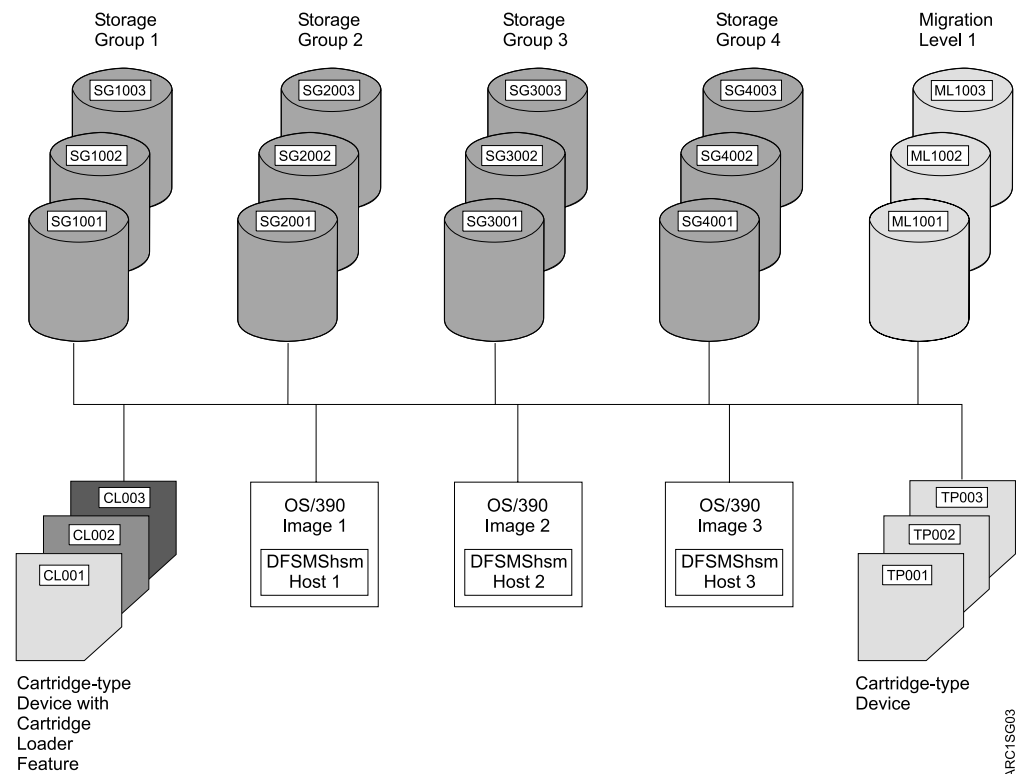 Storage
Group 1
Storage
Group 2
Storage
Group 3
Storage
Group 4
Migration
Level 1
SG1003
SG2003
SG3003
SG4003
ML1003
SG1002
SG2002
SG3002
SG4002
ML1002
SG1001
SG2001
SG3001
SG4001
ML1001
CL003
CL002
CL001
OS/390
Image 1
DFSMShsm
Host 1
OS/390
Image 2
DFSMShsm
Host 2
OS/390
Image 3
DFSMShsm
Host 3
TP003
TP002
TP001
Cartridge-type
Device with
Cartridge
Loader
Feature
Cartridge-type
Device
ARC1SG03